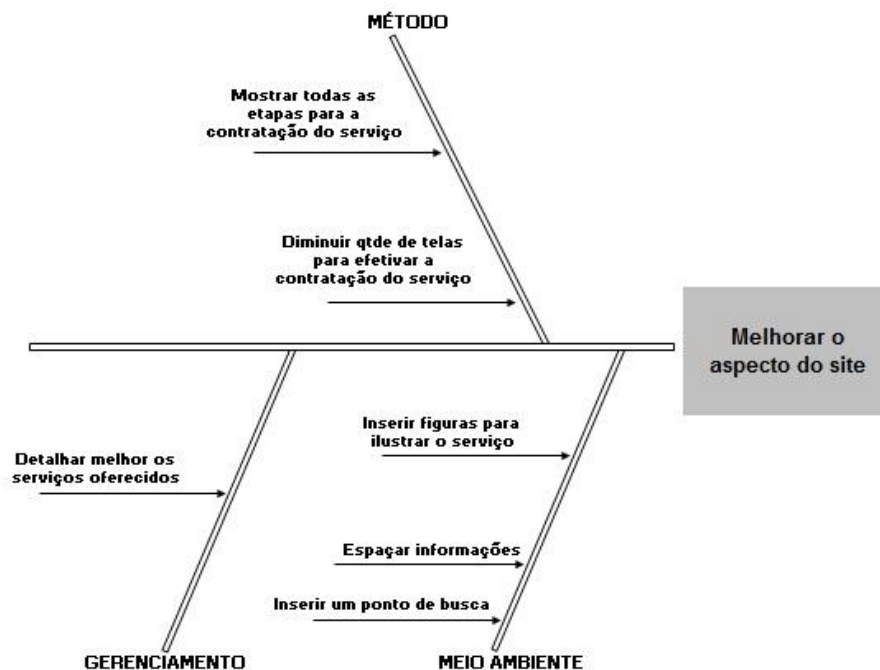 MÉTODO
Mostrar todas as
etapas para a
contratação do serviço
Diminuir qtde de telas
para efetivar a
contratação do serviço
Melhorar o
aspecto do site
Inserir figuras para
ilustrar o serviço
Detalhar melhor os
serviços oferecidos
Espaçar informações
Inserir um ponto de busca
GERENCIAMENTO
MEIO AMBIENTE